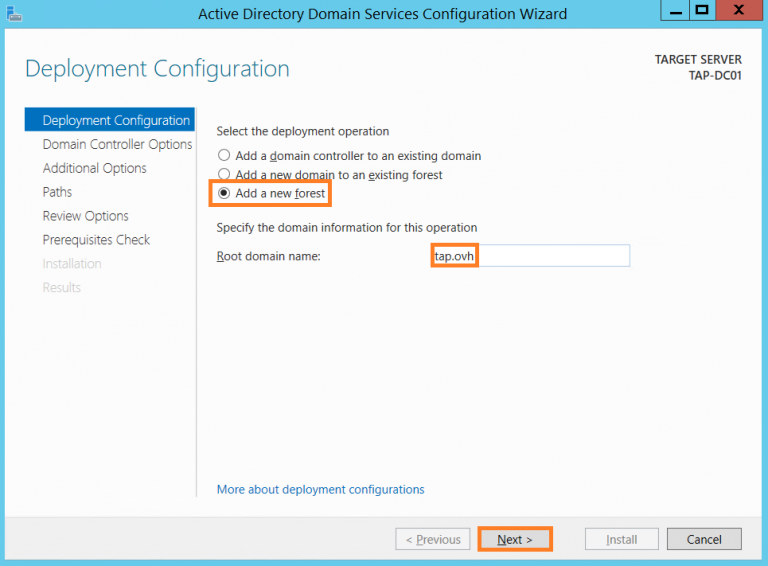 Active Directory Domain Services Configuration Wizard
Deployment Configuration
TARGET SERVER
TAP-DC01
Deployment Configuration
Domain Controller Options
Additional Options
Paths
Review Options
Prerequisites Check
Installation
Results
Select the deployment operation
Add a domain controller to an existing domain
Add a new domain to an existing forest
Add a new forest
Specify the domain information for this operation
Root domain name:
tap.ovh
More about deployment configurations
< Previous
Next >
Install
Cancel